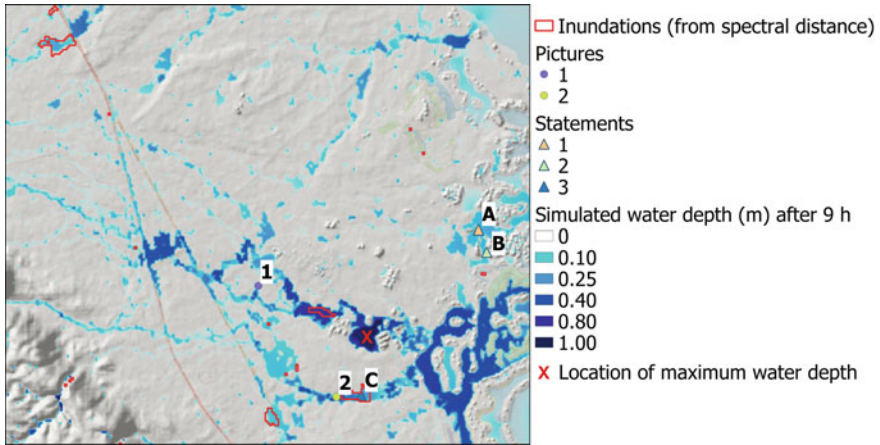 A
B
1
X
2 C
Inundations (from spectral distance)
Pictures
1
2
Statements
1
2
3
Simulated water depth (m) after 9 h
0
0.10
0.25
0.40
0.80
1.00
X Location of maximum water depth